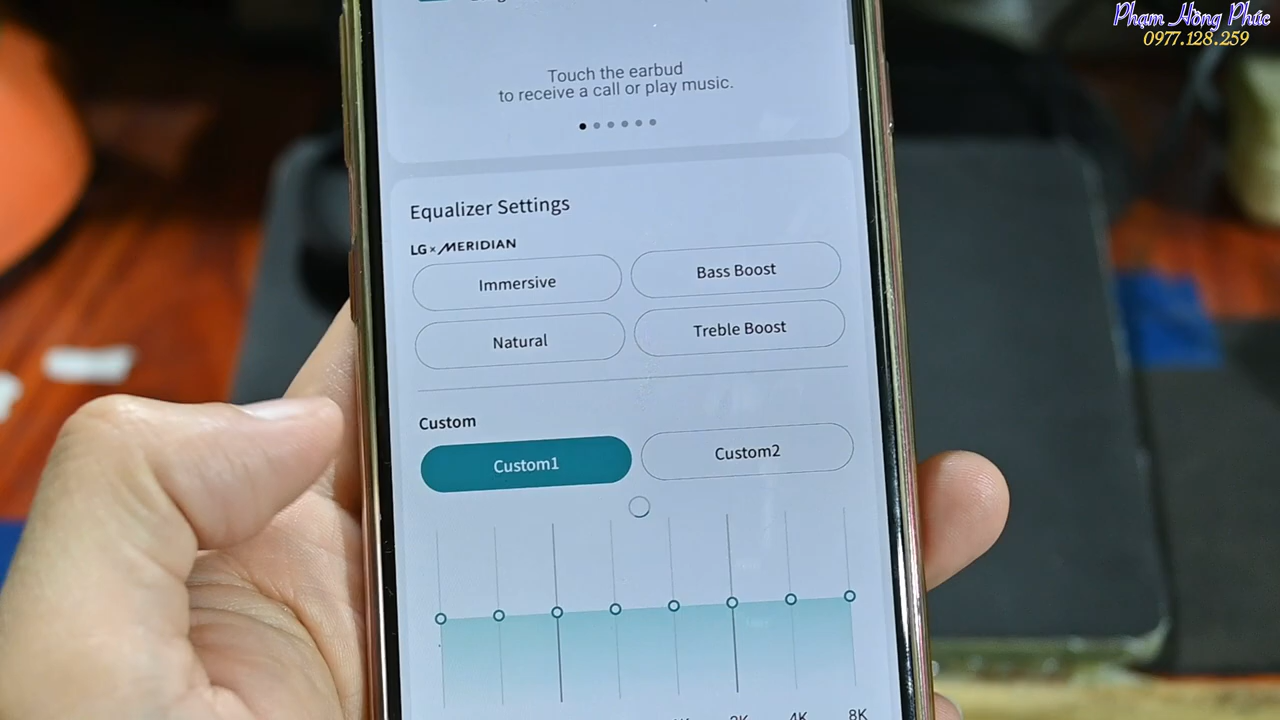 Phạm Hồng Phúc
0977.128.259
Touch the earbud
to receive a call or play music.
Equalizer Settings
LG × MERIDIAN
Immersive
Bass Boost
Natural
Treble Boost
Custom
Custom1
Custom2
4K 8K